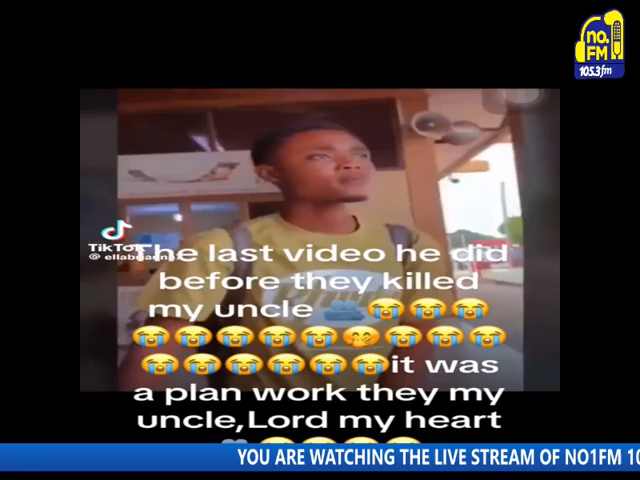 no.1
FM
105.3fm
TikTok
The last video he did
before they killed
my uncle 🫂😭😭😭
😭😭😭😭😭🤗😭😭😭
😭😭😭😭😭😭it was
a plan work they my
uncle,Lord my heart
YOU ARE WATCHING THE LIVE STREAM OF NO1FM 10